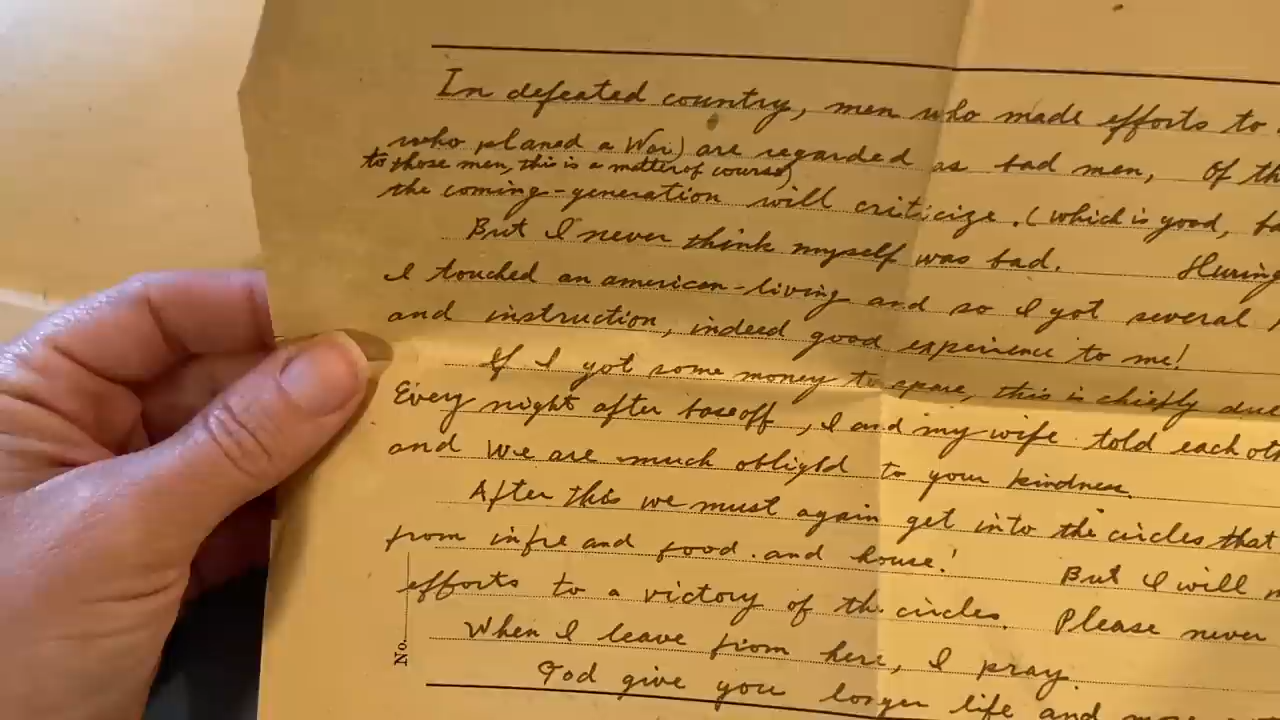 In defeated country, men who made efforts to
who planed a War) are regarded as bad men, Of th
to those men, this is a matter of course)
the coming-generation will criticize. (which is good, ba
But I never think myself was bad.
I touched an american-living and so I got several
and instruction, indeed good experience to me!
If I got some money to spare, this is chiefly due
Every night after taseoff, I and my wife told each oth
and We are much obligld to your kindness.
After this we must again get into the circles that
from infre and food. and house! But I will
efforts to a victory of the circles. Please never
When I leave from here, I pray.
God give you longer life and
No.